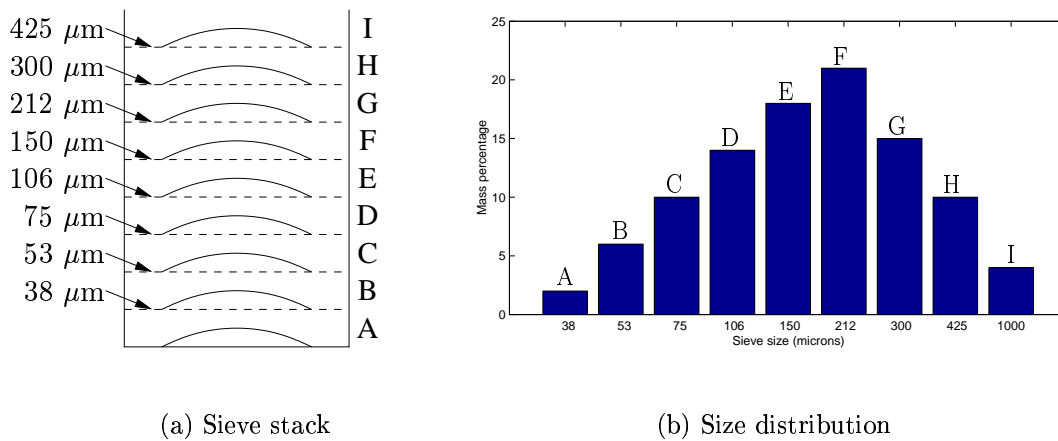 425 µm
I
300 µm
H
212 µm
G
150 µm
F
106 µm
E
75 µm
D
53 µm
C
38 µm
B
A
(a) Sieve stack
25
20
15
10
5
0
Mass percentage
A
B
C
D
E
F
G
H
I
38 53 75 106 150 212 300 425 1000
Sieve size (microns)
(b) Size distribution